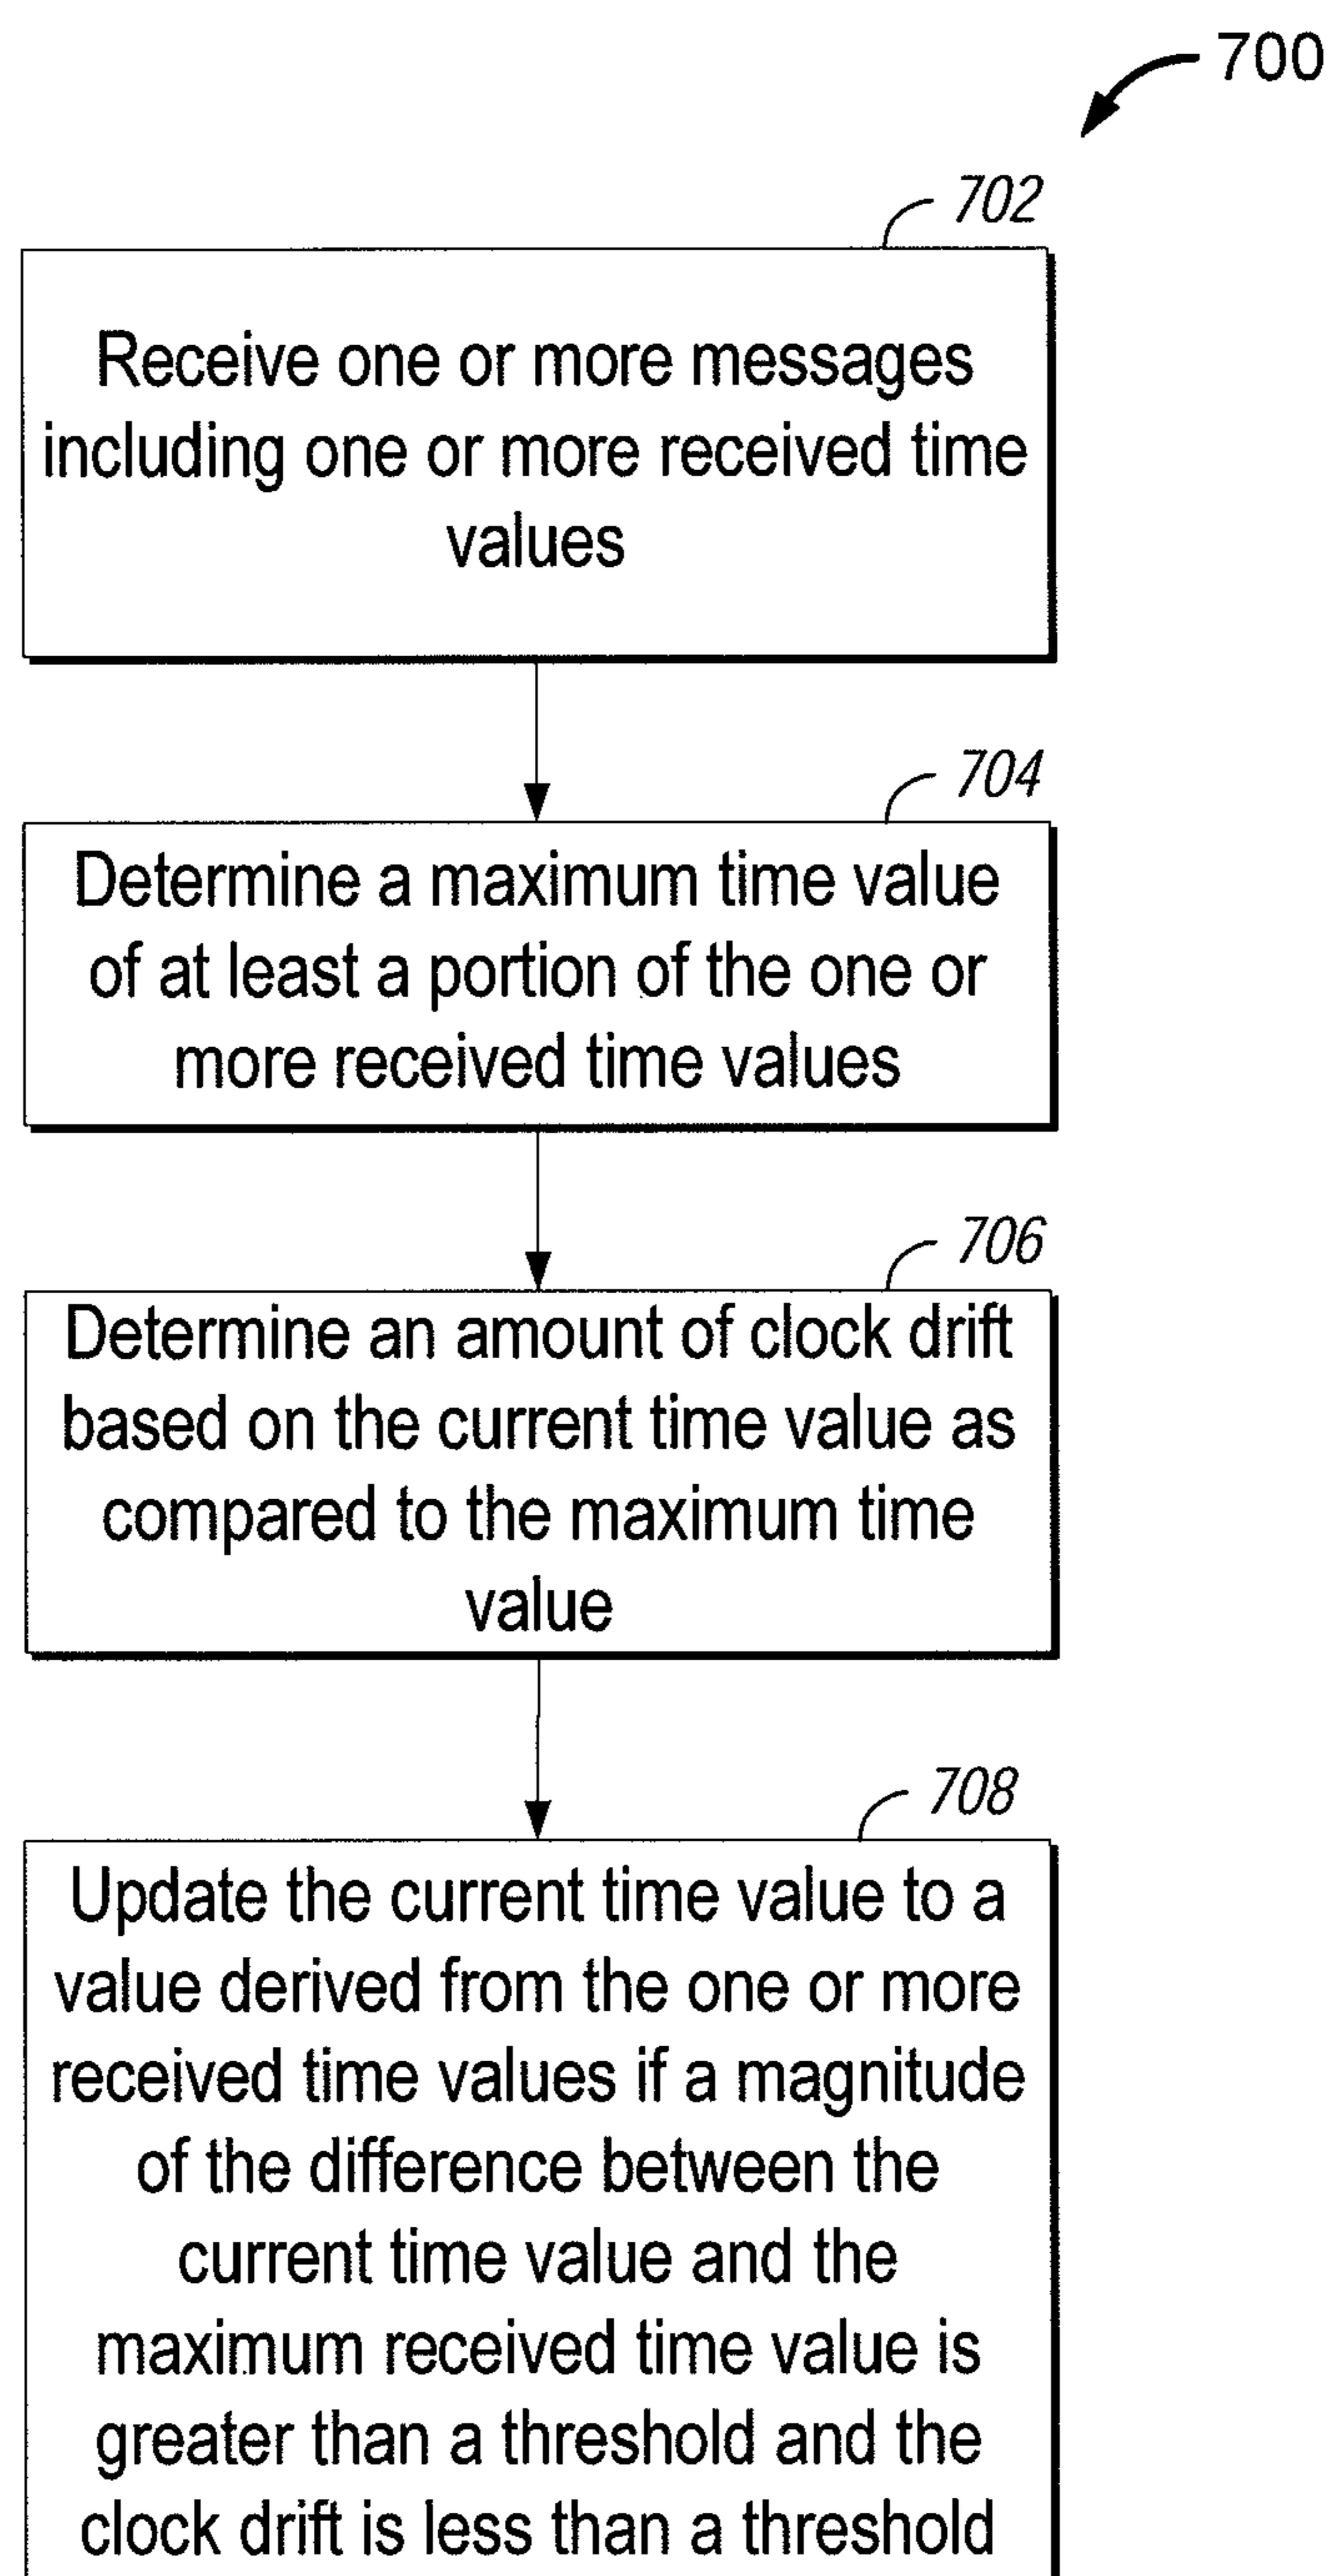 700
702
Receive one or more messages
including one or more received time
values
704
Determine a maximum time value
of at least a portion of the one or
more received time values
706
Determine an amount of clock drift
based on the current time value as
compared to the maximum time
value
708
Update the current time value to a
value derived from the one or more
received time values if a magnitude
of the difference between the
current time value and the
maximum received time value is
greater than a threshold and the
clock drift is less than a threshold